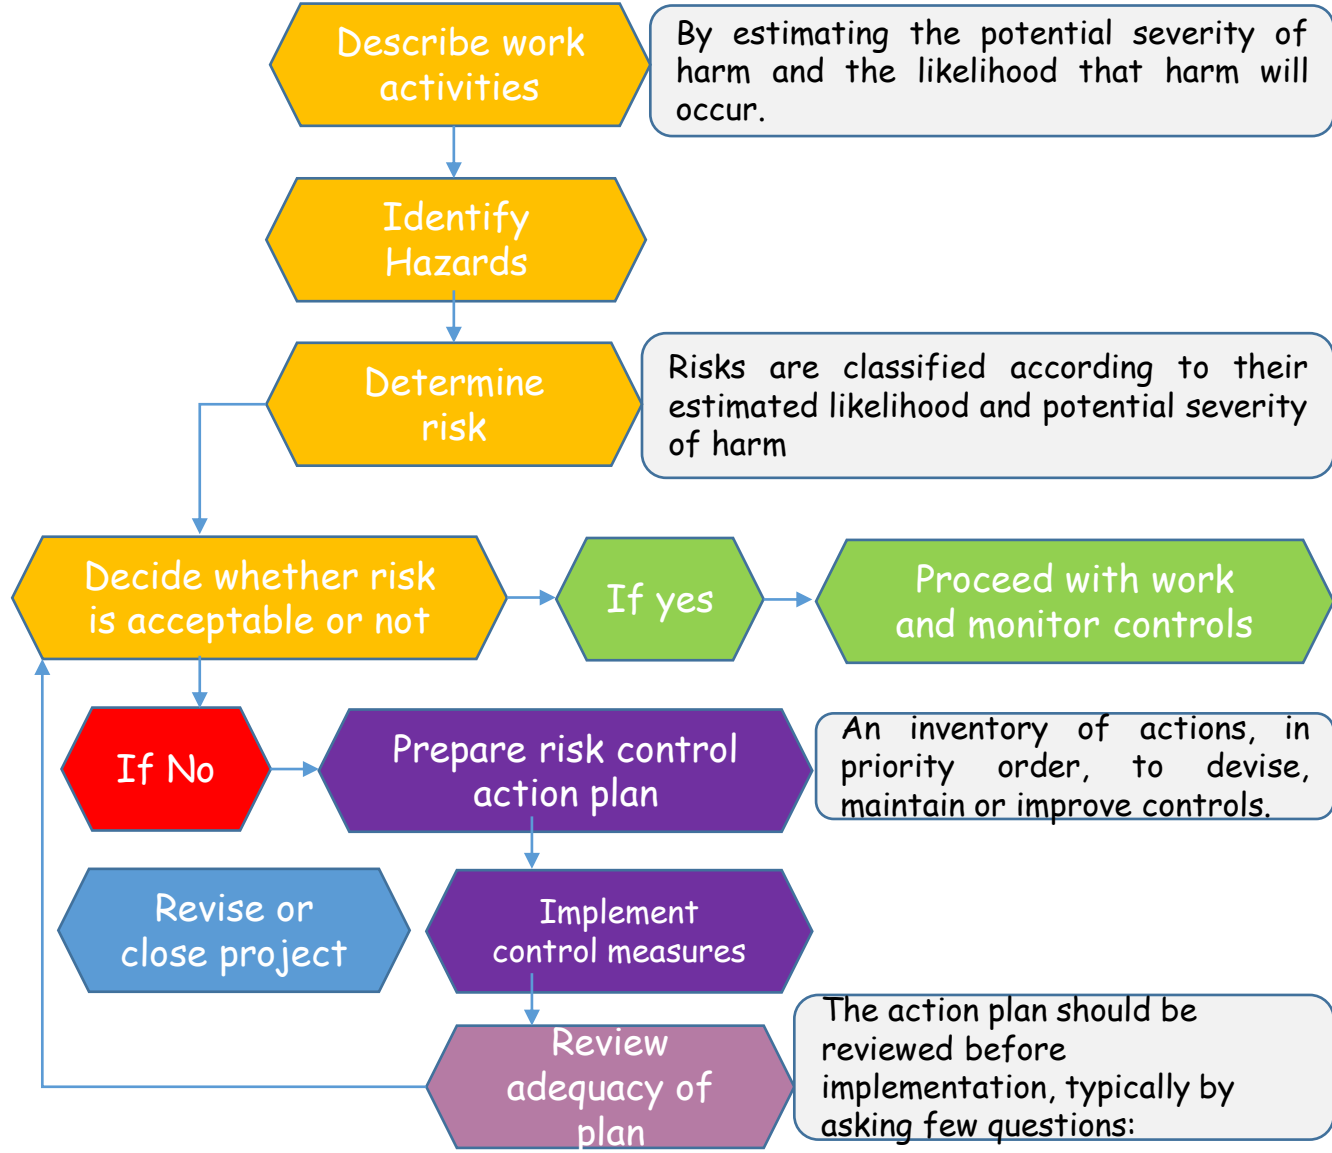 Describe work
activities
By estimating the potential severity of
harm and the likelihood that harm will
occur.
Identify
Hazards
Determine
risk
Risks are classified according to their
estimated likelihood and potential severity
of harm
Decide whether risk
is acceptable or not
If yes
Proceed with work
and monitor controls
If No
Prepare risk control
action plan
An inventory of actions, in
priority order, to devise,
maintain or improve controls.
Revise or
close project
Implement
control measures
Review
adequacy of
plan
The action plan should be
reviewed before
implementation, typically by
asking few questions: